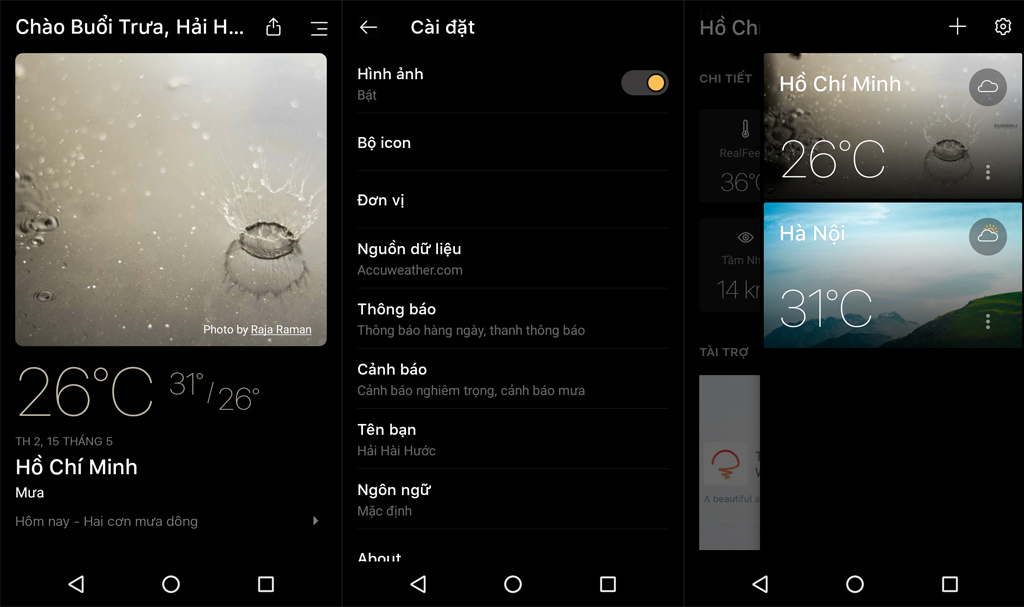 Chào Buổi Trưa, Hải H...
Photo by Raja Raman
26°C 31°/26°
TH 2, 15 THÁNG 5
Hồ Chí Minh
Mưa
Hôm nay - Hai cơn mưa dông
Cài đặt
Hình ảnh
Bật
Bộ icon
Đơn vị
Nguồn dữ liệu
Accuweather.com
Thông báo
Thông báo hàng ngày, thanh thông báo
Cảnh báo
Cảnh báo nghiêm trọng, cảnh báo mưa
Tên bạn
Hải Hài Hước
Ngôn ngữ
Mặc định
About
Hồ Chí
CHI TIẾT
RealFee
36°
Tầm Nh
14 km
TÀI TRỢ
A beautiful
Hồ Chí Minh
26°C
Hà Nội
31°C